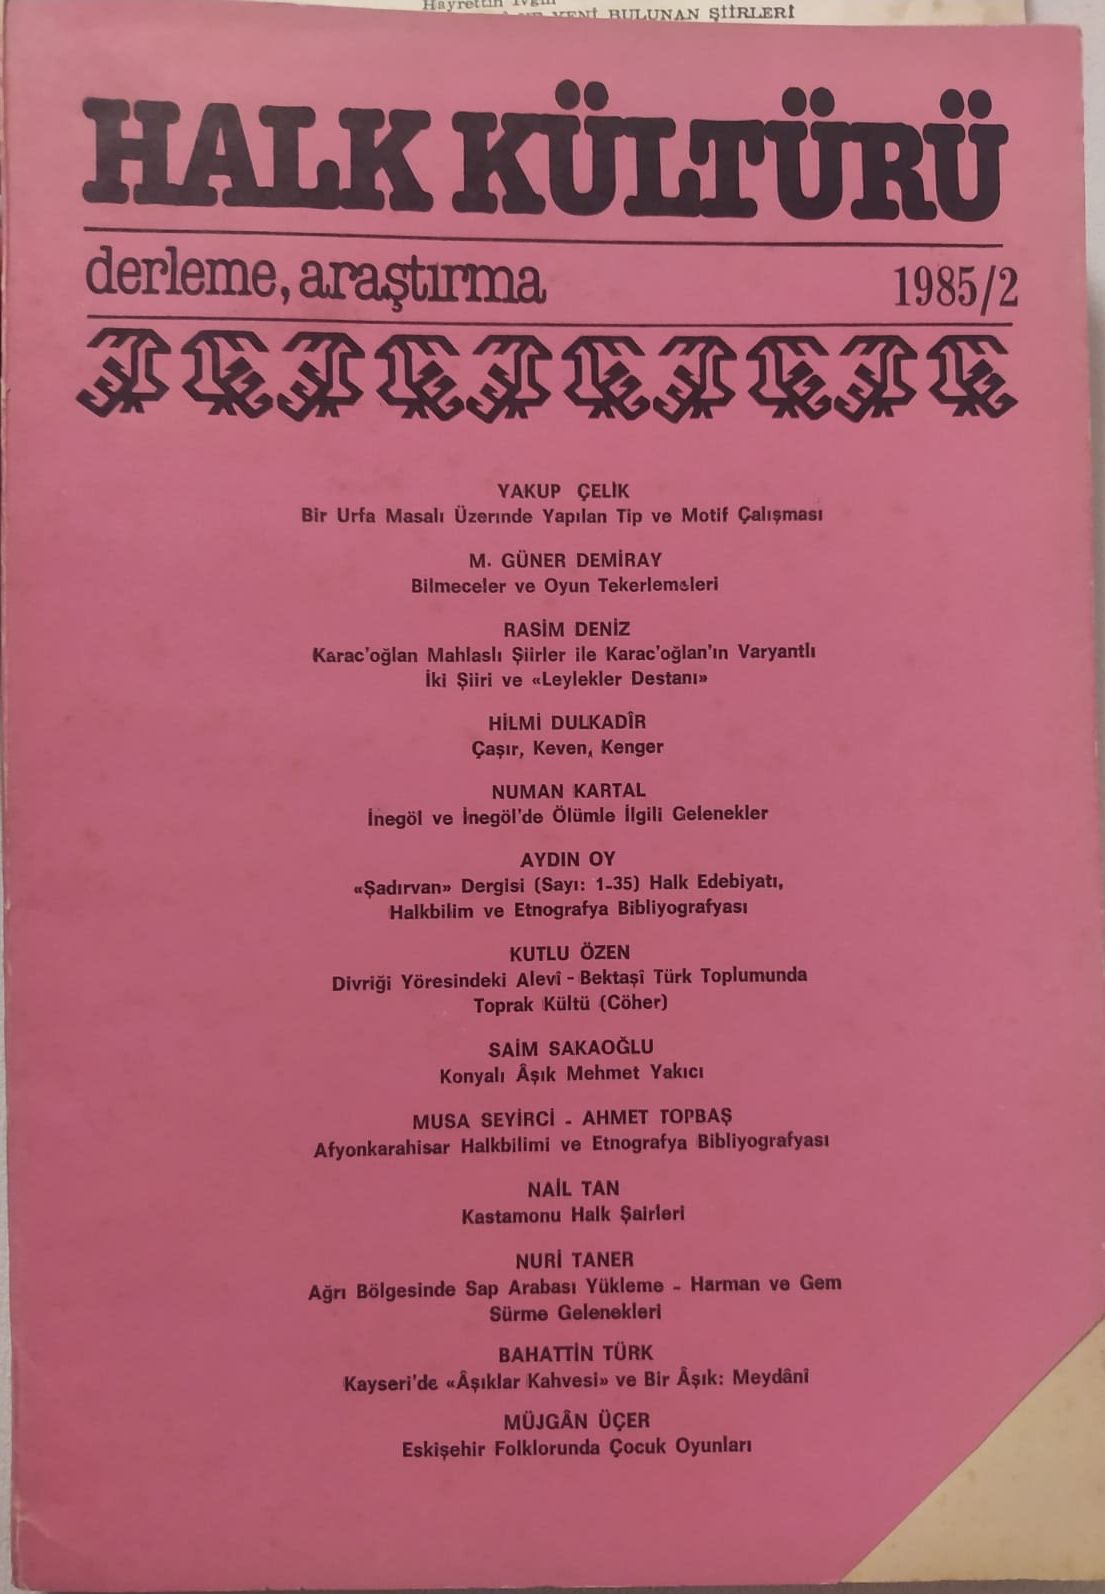 Hayrettin İvgin
YENİ BULUNAN ŞİİRLERİ
HALK KÜLTÜRÜ
derleme, araştırma 1985/2
YAKUP ÇELİK
Bir Urfa Masalı Üzerınde Yapılan Tip ve Motif Çalışması
M. GÜNER DEMİRAY
Bilmeceler ve Oyun Tekerlemeleri
RASİM DENİZ
Karac'oğlan Mahlaslı Şiirler ile Karac'oğlan'ın Varyantlı
İki Şiiri ve «Leylekler Destanı»
HİLMİ DULKADÎR
Çaşır, Keven, Kenger
NUMAN KARTAL
İnegöl ve İnegöl'de Ölümle İlgili Gelenekler
AYDIN OY
«Şadırvan» Dergisi (Sayı: 1-35) Halk Edebiyatı,
Halkbilim ve Etnografya Bibliyografyası
KUTLU ÖZEN
Divriği Yöresindeki Alevî - Bektaşî Türk Toplumunda
Toprak Kültü (Cöher)
SAİM SAKAOĞLU
Konyalı Âşık Mehmet Yakıcı
MUSA SEYİRCİ - AHMET TOPBAŞ
Afyonkarahisar Halkbilimi ve Etnografya Bibliyografyası
NAİL TAN
Kastamonu Halk Şairleri
NURİ TANER
Ağrı Bölgesinde Sap Arabası Yükleme - Harman ve Gem
Sürme Gelenekleri
BAHATTİN TÜRK
Kayseri'de «Âşıklar Kahvesi» ve Bir Âşık: Meydânî
MÜJGÂN ÜÇER
Eskişehir Folklorunda Çocuk Oyunları